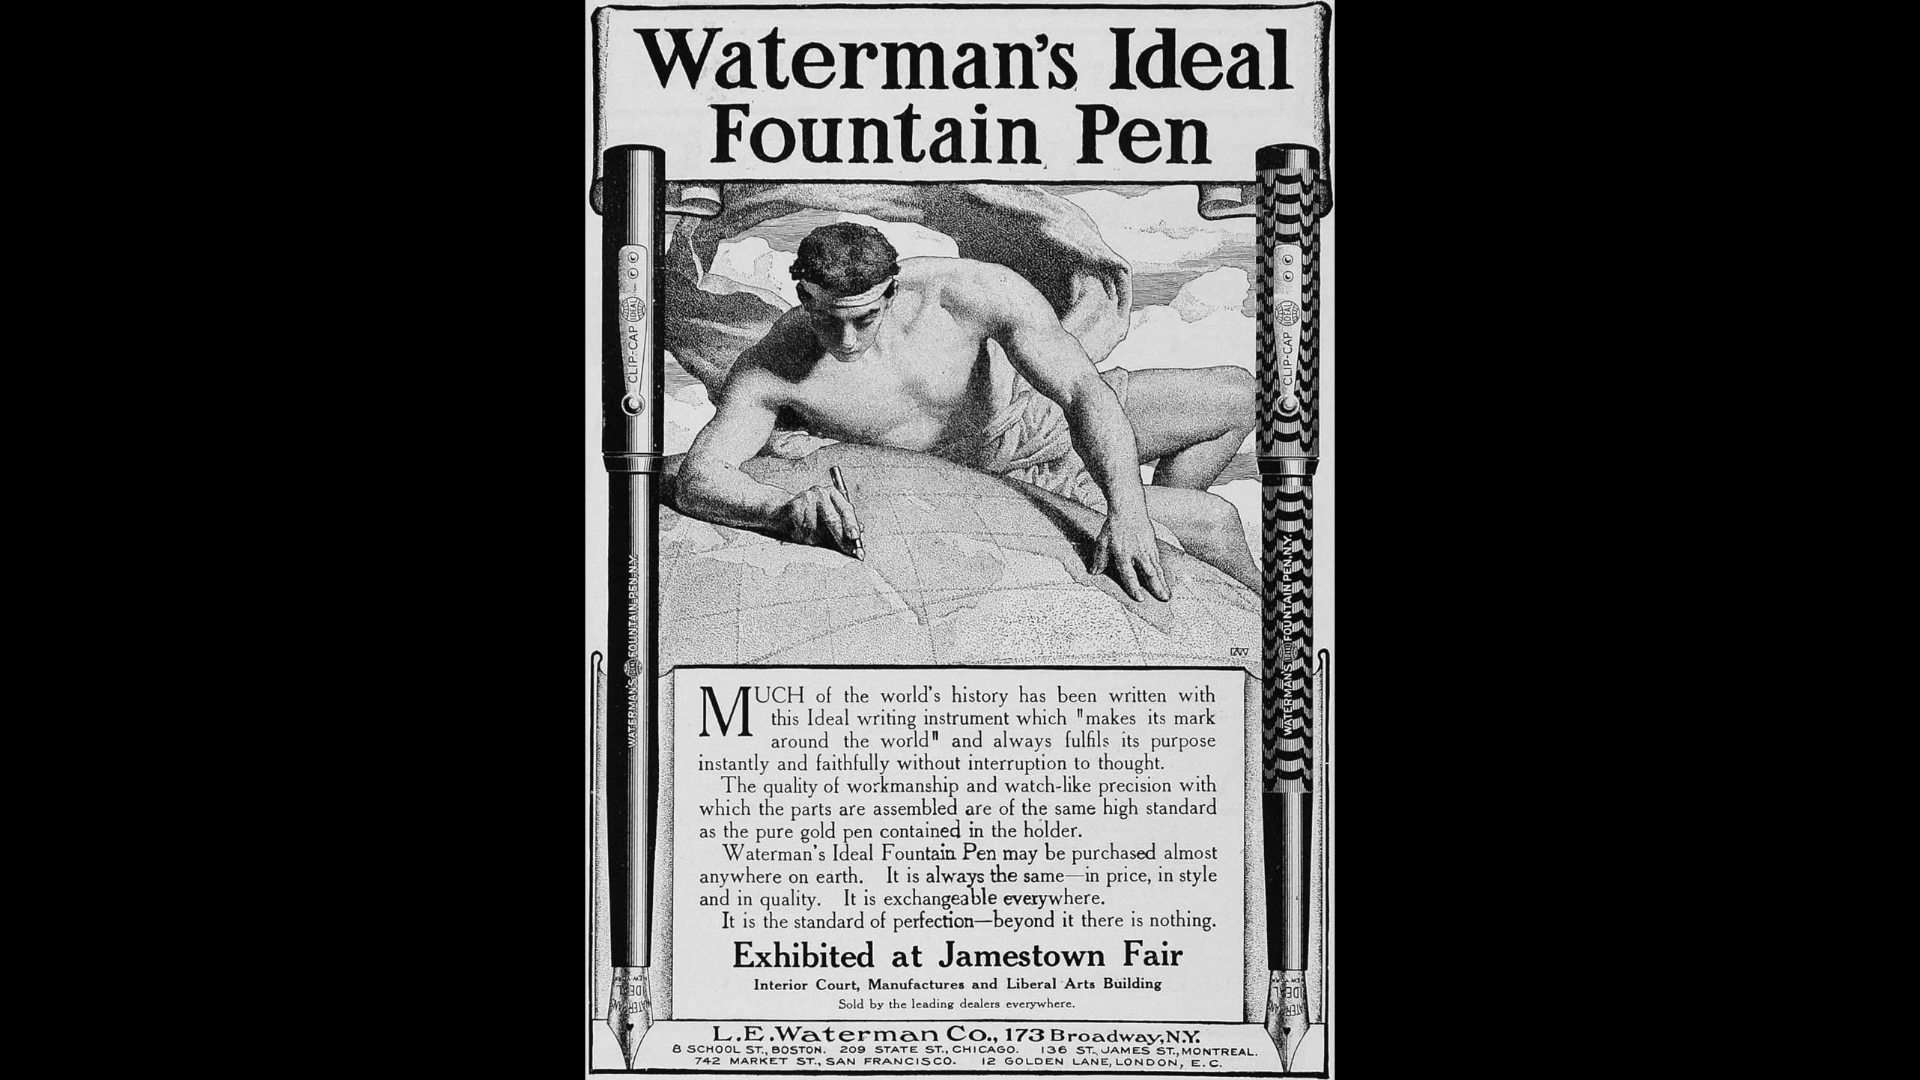 Waterman's Ideal
Fountain Pen
CLIP-CAP
IDEAL
WATERMAN'S IDEAL FOUNTAIN-PEN-N.Y.
CLIP-CAP
IDEAL
WATERMAN'S IDEAL FOUNTAIN PEN,N.Y.
MUCH of the world's history has been written with
this Ideal writing instrument which "makes its mark
around the world" and always fulfils its purpose
instantly and faithfully without interruption to thought.
The quality of workmanship and watch-like precision with
which the parts are assembled are of the same high standard
as the pure gold pen contained in the holder.
Waterman's Ideal Fountain Pen may be purchased almost
anywhere on earth. It is always the same—in price, in style
and in quality. It is exchangeable everywhere.
It is the standard of perfection—beyond it there is nothing.
Exhibited at Jamestown Fair
Interior Court, Manufactures and Liberal Arts Building
Sold by the leading dealers everywhere.
L.E.Waterman Co., 173 Broadway,N.Y.
8 SCHOOL ST., BOSTON. 209 STATE ST., CHICAGO. 136 ST. JAMES ST., MONTREAL.
742 MARKET ST., SAN FRANCISCO. 12 GOLDEN LANE, LONDON, E. C.